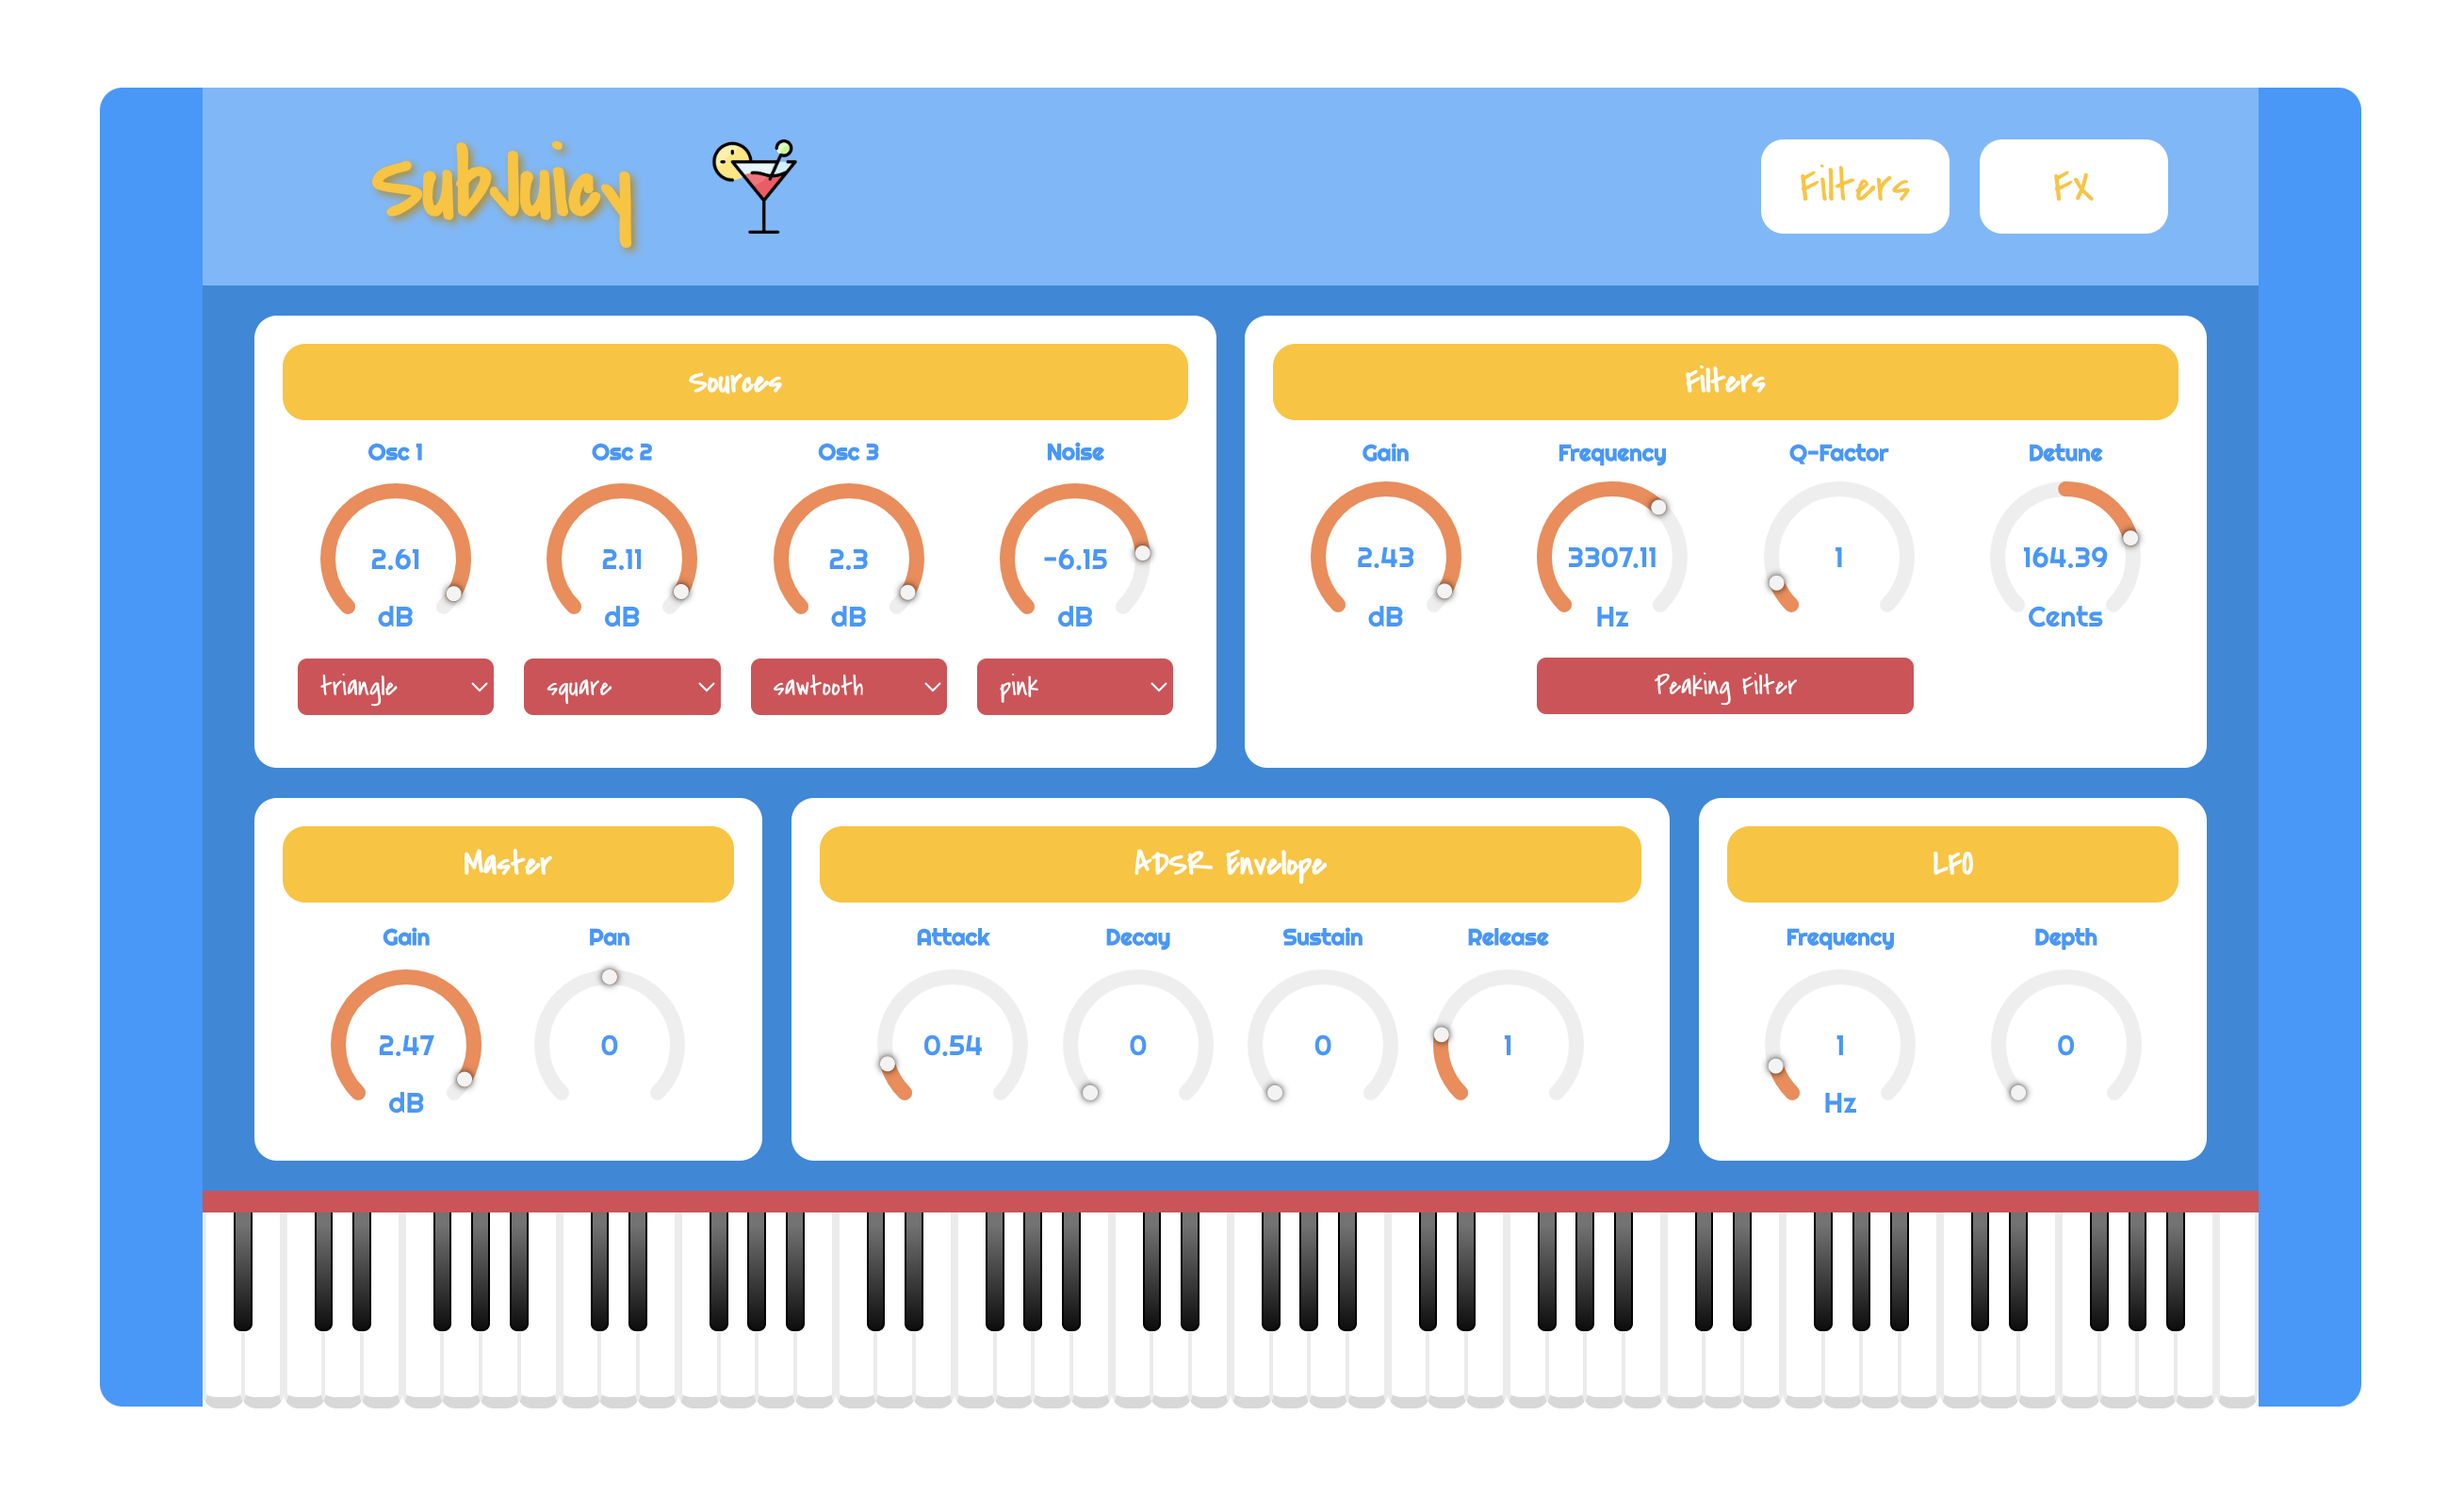 SubJuicy
Filters
FX
Sources
Osc 1
Osc 2
Osc 3
Noise
2.61
2.11
2.3
-6.15
dB
dB
dB
dB
triangle
square
sawtooth
pink
Filters
Gain
Frequency
Q-Factor
Detune
2.43
3307.11
1
164.39
dB
Hz
Cents
Peaking Filter
Master
Gain
Pan
2.47
0
dB
ADSR Envelope
Attack
Decay
Sustain
Release
0.54
0
0
1
LFO
Frequency
Depth
1
0
Hz